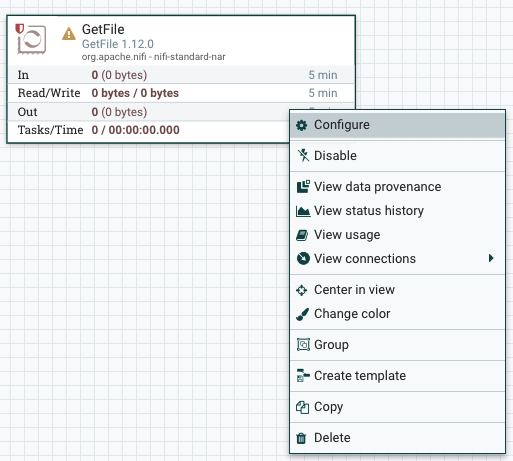 GetFile
GetFile 1.12.0
org.apache.nifi - nifi-standard-nar
In 0 (0 bytes) 5 min
Read/Write 0 bytes / 0 bytes 5 min
Out 0 (0 bytes)
Tasks/Time 0 / 00:00:00.000
Configure
Disable
View data provenance
View status history
View usage
View connections
Center in view
Change color
Group
Create template
Copy
Delete